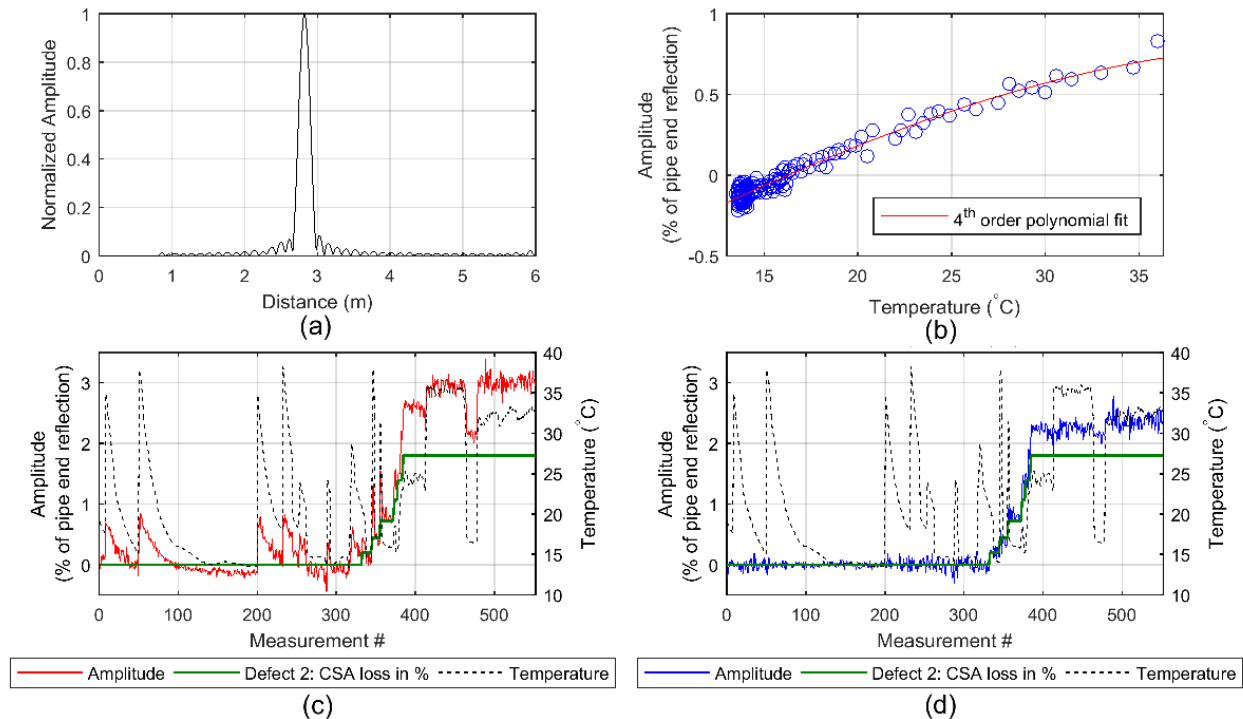 1
0.8
0.6
0.4
0.2
0
Normalized Amplitude
0 1 2 3 4 5 6
Distance (m)
(a)
1
0.5
0
-0.5
Amplitude
(% of pipe end reflection)
4th order polynomial fit
15 20 25 30 35
Temperature (°C)
(b)
3
2
1
0
Amplitude
(% of pipe end reflection)
40
35
30
25
20
15
10
Temperature (°C)
0 100 200 300 400 500
Measurement #
Amplitude Defect 2: CSA loss in % Temperature
(c)
3
2
1
0
Amplitude
(% of pipe end reflection)
40
35
30
25
20
15
10
Temperature (°C)
0 100 200 300 400 500
Measurement #
Amplitude Defect 2: CSA loss in % Temperature
(d)